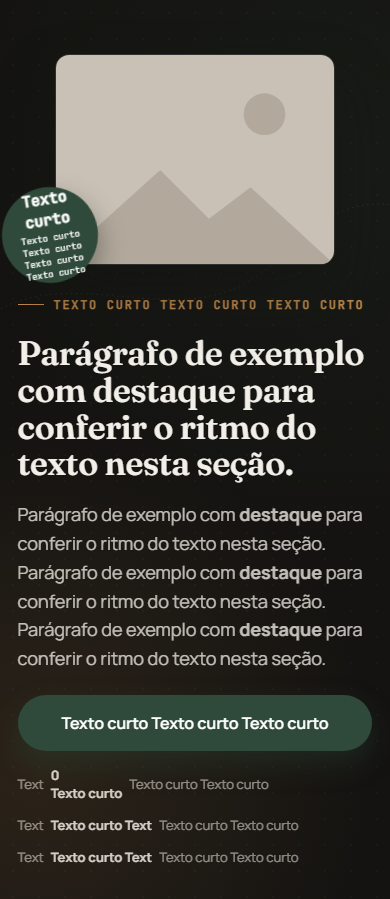 Texto
curto
Texto curto
Texto curto
Texto curto
Texto curto
TEXTO CURTO TEXTO CURTO TEXTO CURTO
Parágrafo de exemplo
com destaque para
conferir o ritmo do
texto nesta seção.
Parágrafo de exemplo com destaque para
conferir o ritmo do texto nesta seção.
Parágrafo de exemplo com destaque para
conferir o ritmo do texto nesta seção.
Parágrafo de exemplo com destaque para
conferir o ritmo do texto nesta seção.
Texto curto Texto curto Texto curto
Text 0 Texto curto Texto curto Texto curto
Text Texto curto Text Texto curto Texto curto
Text Texto curto Text Texto curto Texto curto